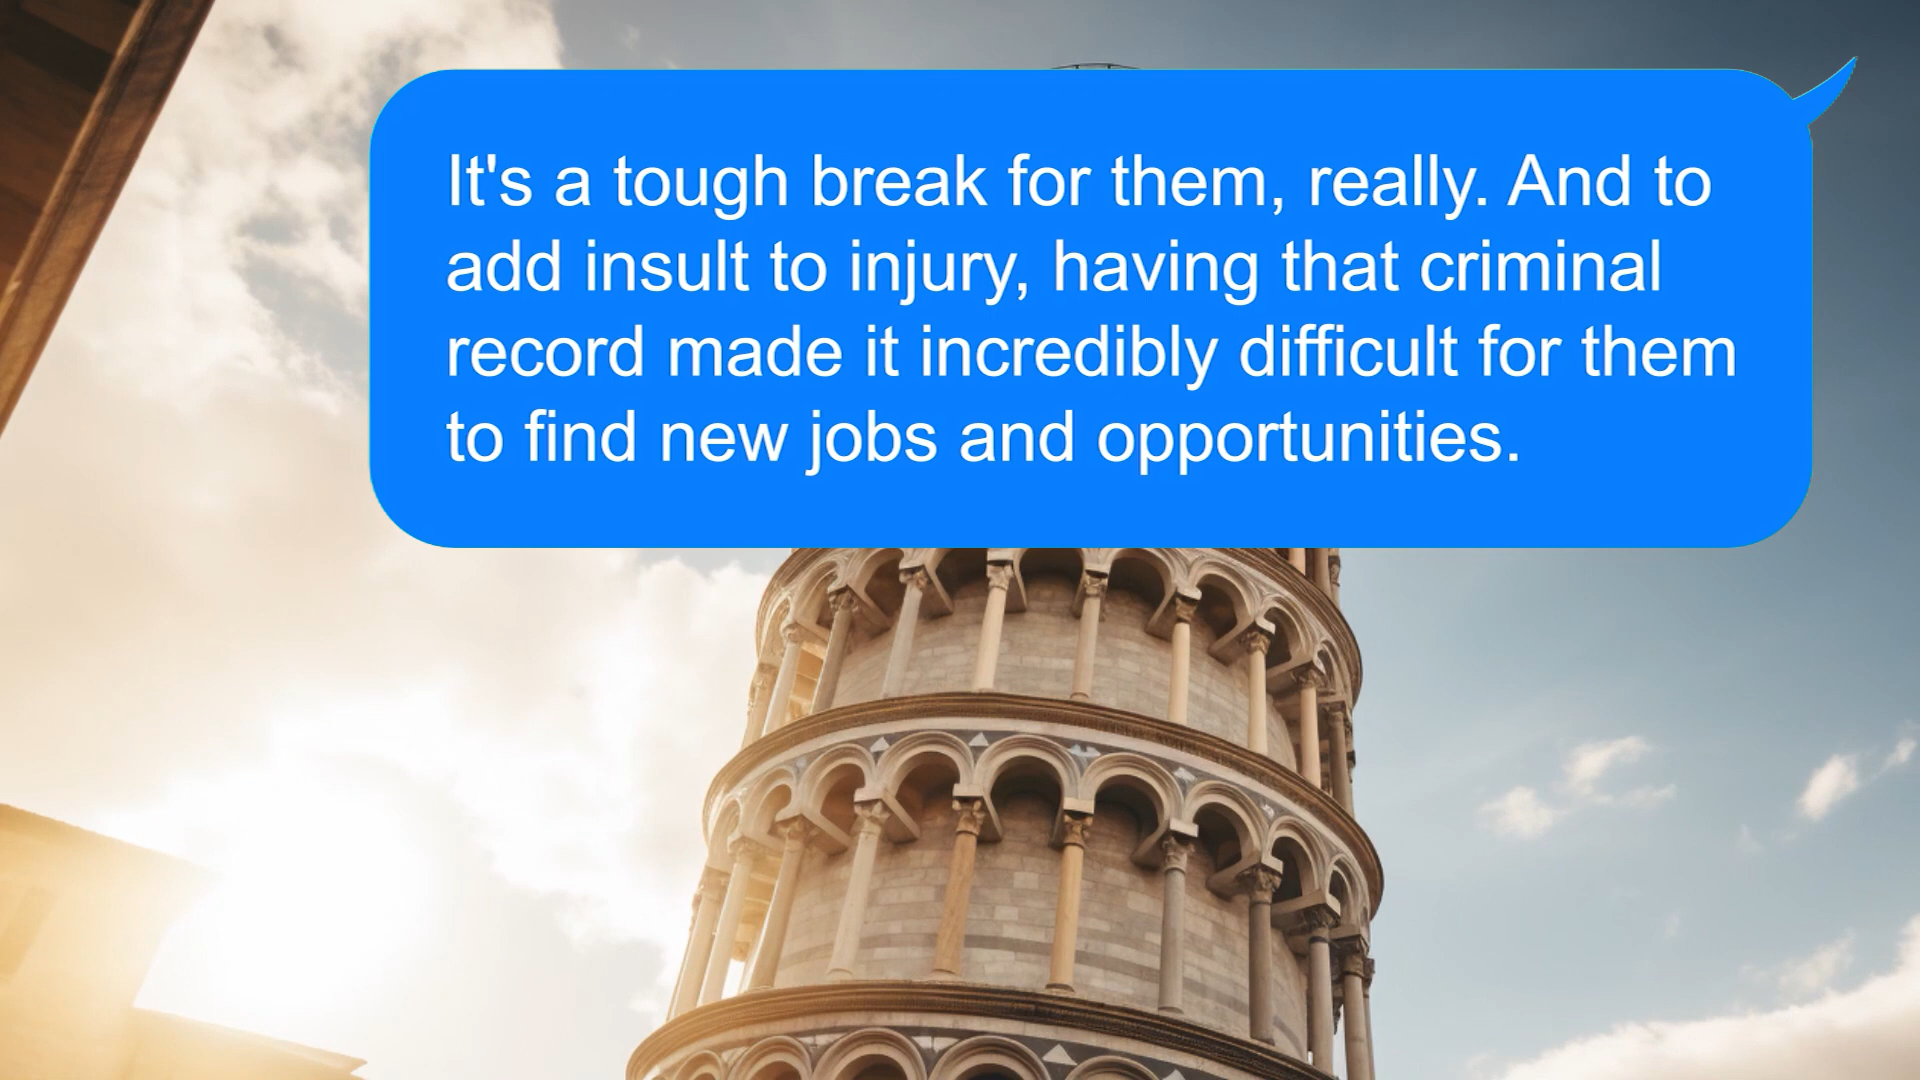 It's a tough break for them, really. And to
add insult to injury, having that criminal
record made it incredibly difficult for them
to find new jobs and opportunities.